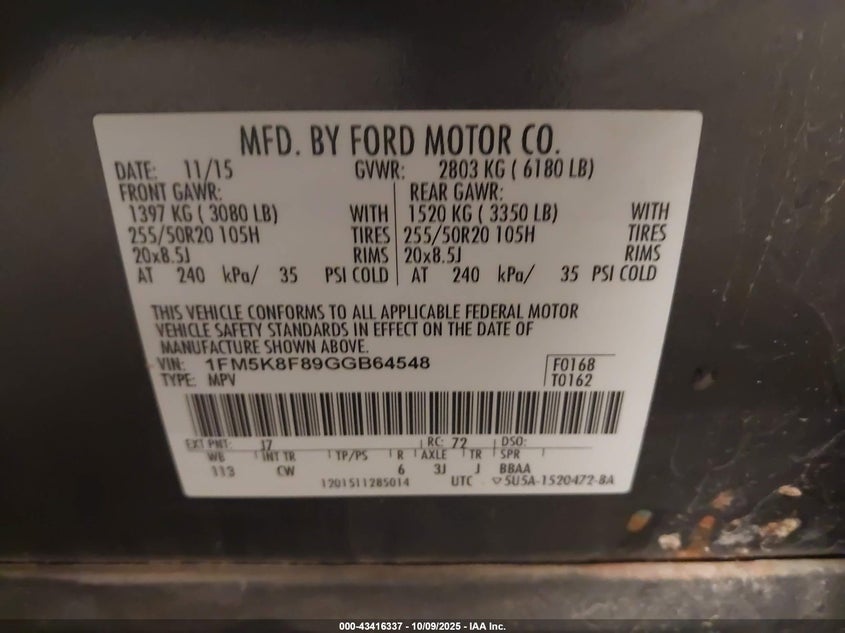 MFD. BY FORD MOTOR CO.
DATE: 11/15 GVWR: 2803 KG ( 6180 LB)
FRONT GAWR: REAR GAWR:
1397 KG ( 3080 LB) WITH 1520 KG ( 3350 LB) WITH
255/50R20 105H TIRES 255/50R20 105H TIRES
20x8.5J RIMS 20x8.5J RIMS
AT 240 kPa/ 35 PSI COLD AT 240 kPa/ 35 PSI COLD
THIS VEHICLE CONFORMS TO ALL APPLICABLE FEDERAL MOTOR
VEHICLE SAFETY STANDARDS IN EFFECT ON THE DATE OF
MANUFACTURE SHOWN ABOVE.
VIN: 1FM5K8F89GGB64548 F0168
TYPE: MPV T0162
EXT PNT: J7 RC: 72 DSO:
WB INT TR TP/PS R AXLE TR SPR
113 CW 6 3J J BBAA
1201511285014 UTC ▽5U5A-1520472-BA
000-43416337 - 10/09/2025 - IAA Inc.